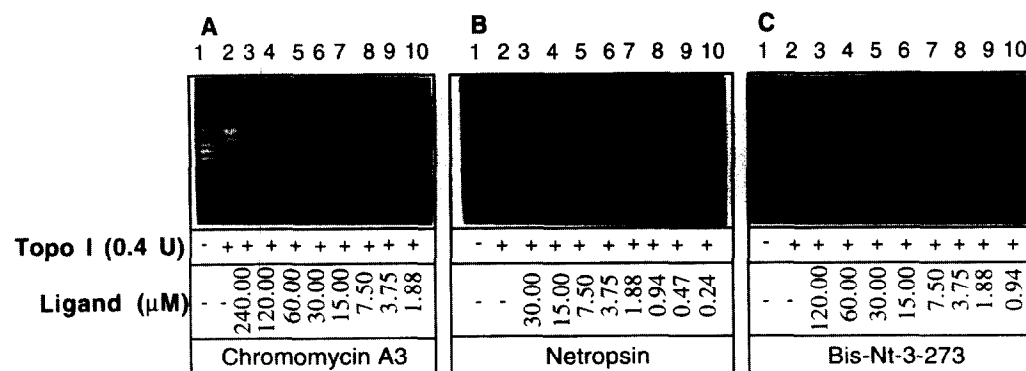 A B C
1 2 3 4 5 6 7 8 9 10 1 2 3 4 5 6 7 8 9 10 1 2 3 4 5 6 7 8 9 10
Topo I (0.4 U) - + + + + + + + + + - + + + + + + + + + - + + + + + + + + +
Ligand (μM) - - 240.00 120.00 60.00 30.00 15.00 7.50 3.75 1.88 - - 30.00 15.00 7.50 3.75 1.88 0.94 0.47 0.24 - - 120.00 60.00 30.00 15.00 7.50 3.75 1.88 0.94
Chromomycin A3 Netropsin Bis-Nt-3-273